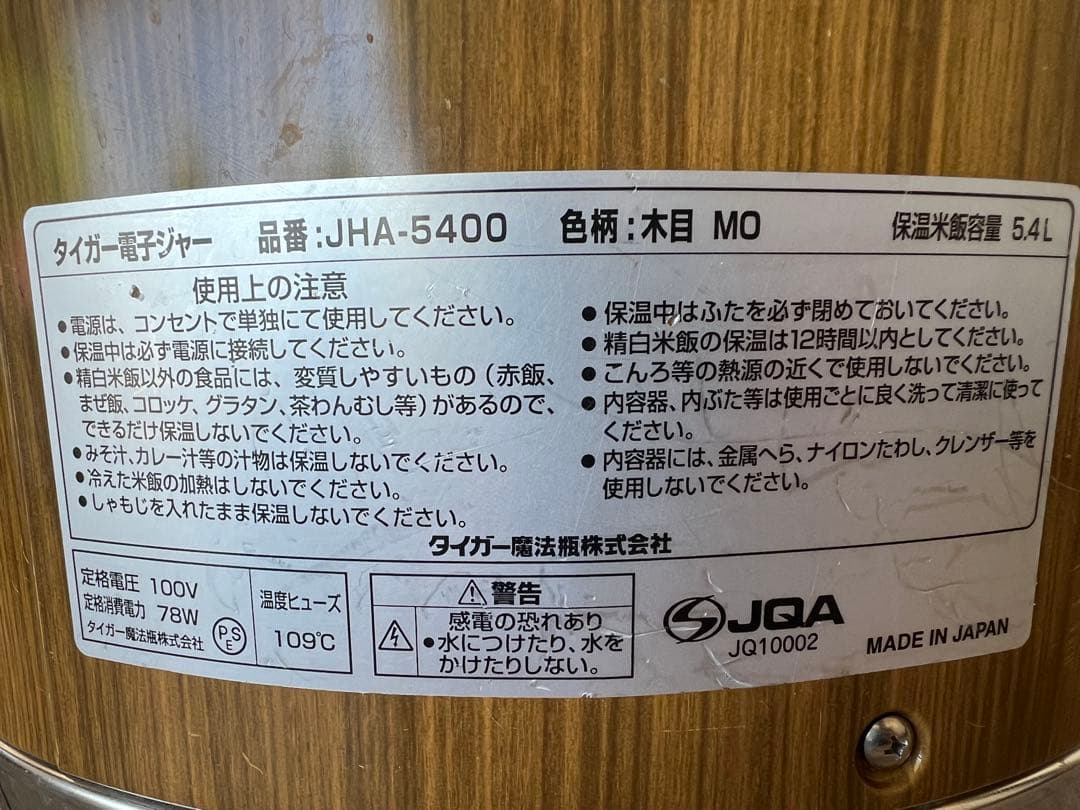 タイガー電子ジャー 品番:JHA-5400 色柄:木目 MO 保温米飯容量 5.4L
使用上の注意
●電源は、コンセントで単独にて使用してください。
●保温中は必ず電源に接続してください。
●精白米飯以外の食品には、変質しやすいもの(赤飯、
まぜ飯、コロッケ、グラタン、茶わんむし等)があるので、
できるだけ保温しないでください。
●みそ汁、カレー汁等の汁物は保温しないでください。
●冷えた米飯の加熱はしないでください。
●しゃもじを入れたまま保温しないでください。
●保温中はふたを必ず閉めておいてください。
●精白米飯の保温は12時間以内としてください。
●こんろ等の熱源の近くで使用しないでください。
●内容器、内ぶた等は使用ごとに良く洗って清潔に使って
ください。
●内容器には、金属へら、ナイロンたわし、クレンザー等を
使用しないでください。
タイガー魔法瓶株式会社
定格電圧 100V
定格消費電力 78W
タイガー魔法瓶株式会社
PSE
温度ヒューズ
109℃
警告
感電の恐れあり
●水につけたり、水を
かけたりしない。
JQA
JQ10002
MADE IN JAPAN